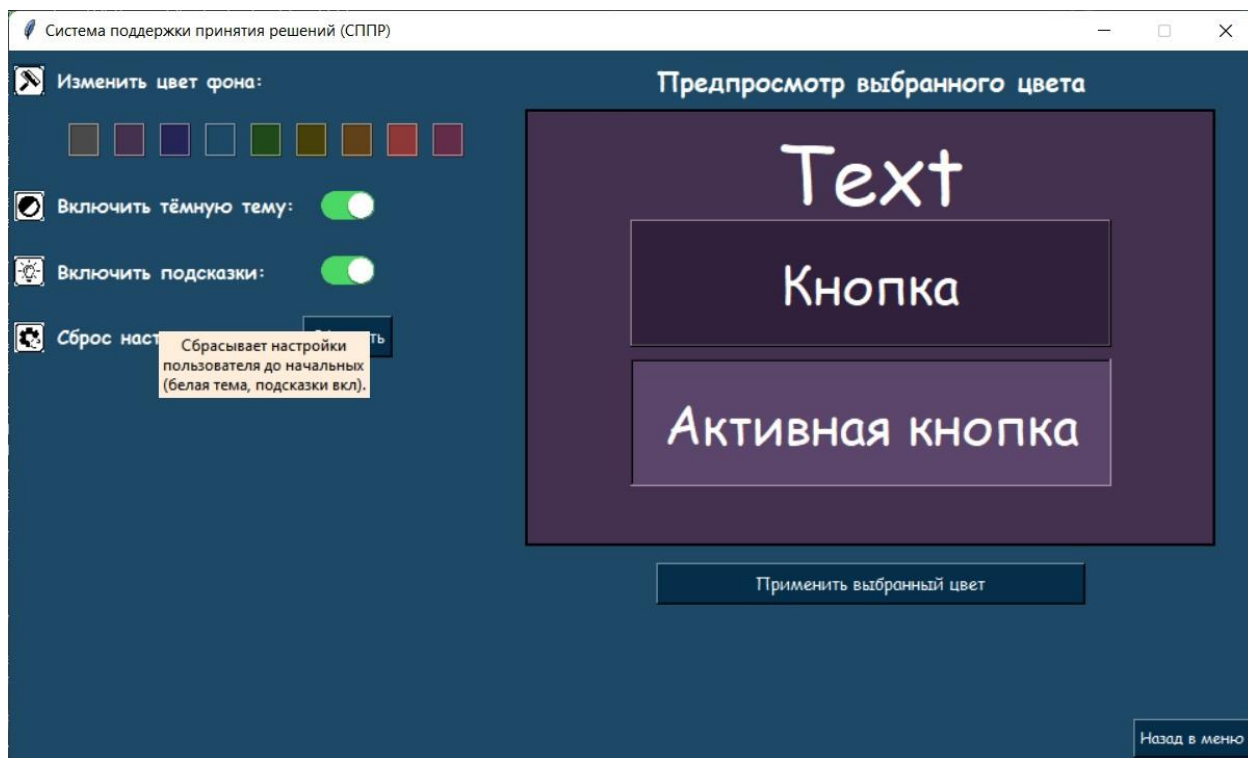 Система поддержки принятия решений (СППР)
Изменить цвет фона:
Включить тёмную тему:
Включить подсказки:
Сброс
Сбрасывает настройки
пользователя до начальных
(белая тема, подсказки вкл).
Предпросмотр выбранного цвета
Text
Кнопка
Активная кнопка
Применить выбранный цвет
Назад в меню